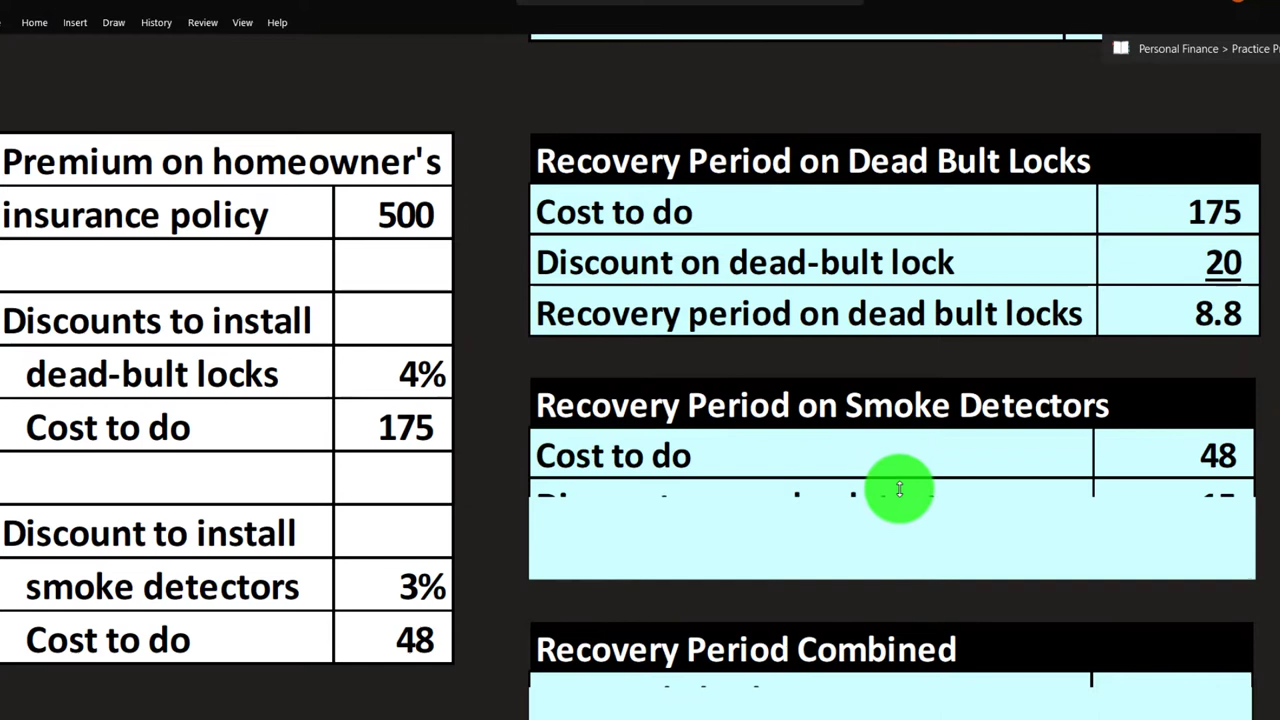 Home Insert Draw History Review View Help
Personal Finance > Practice
Premium on homeowner's
insurance policy 500
Discounts to install
dead-bult locks 4%
Cost to do 175
Discount to install
smoke detectors 3%
Cost to do 48
Recovery Period on Dead Bult Locks
Cost to do 175
Discount on dead-bult lock 20
Recovery period on dead bult locks 8.8
Recovery Period on Smoke Detectors
Cost to do 48
Recovery Period Combined